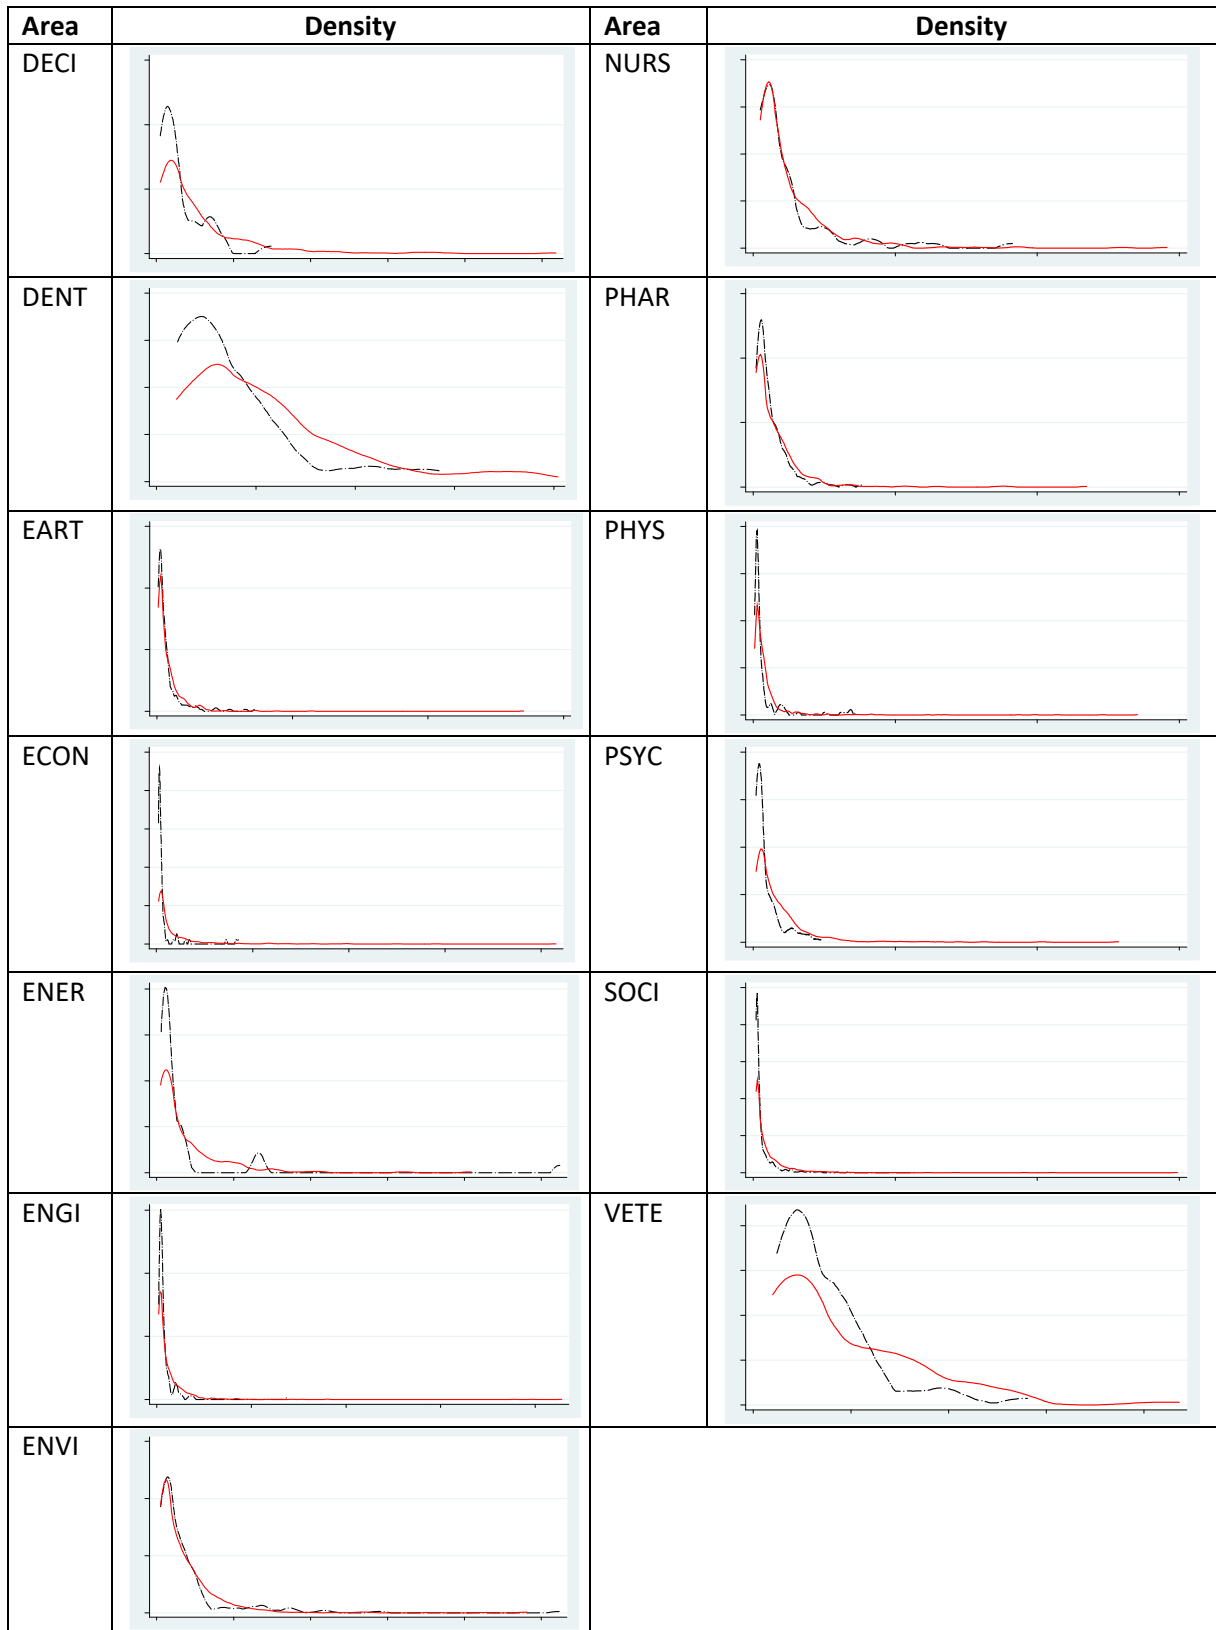 Area Density Area Density
DECI NURS
DENT PHAR
EART PHYS
ECON PSYC
ENER SOCI
ENGI VETE
ENVI